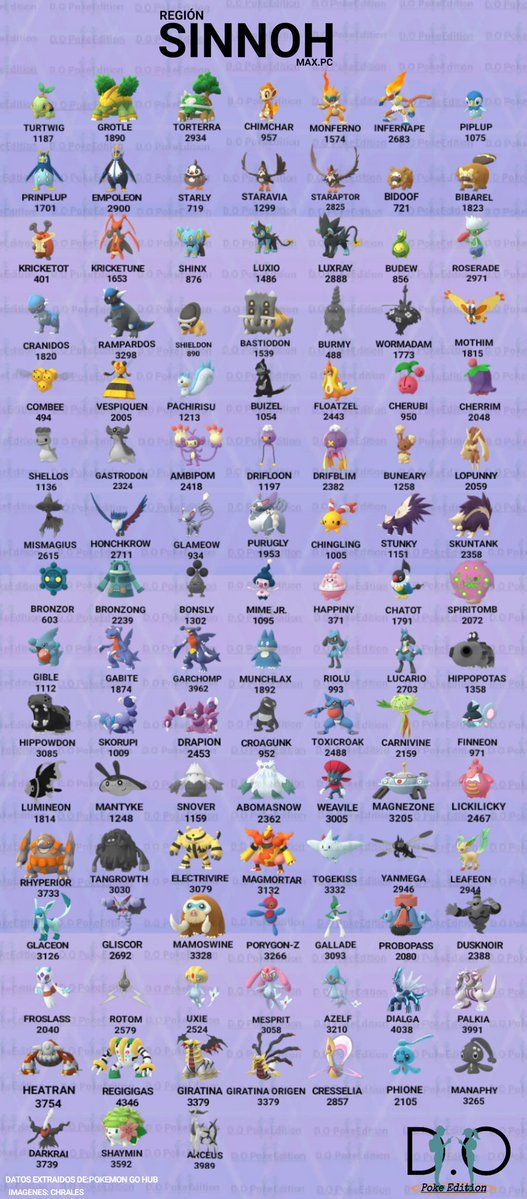 REGIÓN
SINNOH
MAX.PC
TURTWIG GROTLE TORTERRA CHIMCHAR MONFERNO INFERNAPE PIPLUP
1187 1890 2934 957 1574 2683 1075
PRINPLUP EMPOLEON STARLY STARAVIA STARAPTOR BIDOOF BIBAREL
1701 2900 719 1299 2825 721 1823
KRICKETOT KRICKETUNE SHINX LUXIO LUXRAY BUDEW ROSERADE
401 1653 876 1486 2888 856 2971
CRANIDOS RAMPARDOS SHIELDON BASTIODON BURMY WORMADAM MOTHIM
1820 3298 890 1539 488 1773 1815
COMBEE VESPIQUEN PACHIRISU BUIZEL FLOATZEL CHERUBI CHERRIM
494 2005 1213 1054 2443 950 2048
SHELLOS GASTRODON AMBIPOM DRIFLOON DRIFBLIM BUNEARY LOPUNNY
1136 2324 2418 1197 2382 1258 2059
MISMAGIUS HONCHKROW GLAMEOW PURUGLY CHINGLING STUNKY SKUNTANK
2615 2711 934 1953 1005 1151 2358
BRONZOR BRONZONG BONSLY MIME JR. HAPPINY CHATOT SPIRITOMB
603 2239 1302 1095 371 1791 2072
GIBLE GABITE GARCHOMP MUNCHLAX RIOLU LUCARIO HIPPOPOTAS
1112 1874 3962 1892 993 2703 1358
HIPPOWDON SKORUPI DRAPION CROAGUNK TOXICROAK CARNIVINE FINNEON
3085 1009 2453 952 2488 2159 971
LUMINEON MANTYKE SNOVER ABOMASNOW WEAVILE MAGNEZONE LICKILICKY
1814 1248 1159 2362 3005 3205 2467
RHYPERIOR TANGROWTH ELECTRIVIRE MAGMORTAR TOGEKISS YANMEGA LEAFEON
3733 3030 3079 3132 3332 2946 2944
GLACEON GLISCOR MAMOSWINE PORYGON-Z GALLADE PROBOPASS DUSKNOIR
3126 2692 3328 3266 3093 2080 2388
FROSLASS ROTOM UXIE MESPRIT AZELF DIALGA PALKIA
2040 2579 2524 3058 3210 4038 3991
HEATRAN REGIGIGAS GIRATINA GIRATINA ORIGEN CRESSELIA PHIONE MANAPHY
3754 4346 3379 3379 2857 2105 3265
DARKRAI SHAYMIN ARCEUS
3739 3592 3989
D.O
Poke Edition
DATOS EXTRAIDOS DE:POKEMON GO HUB
IMAGENES: CHRALES